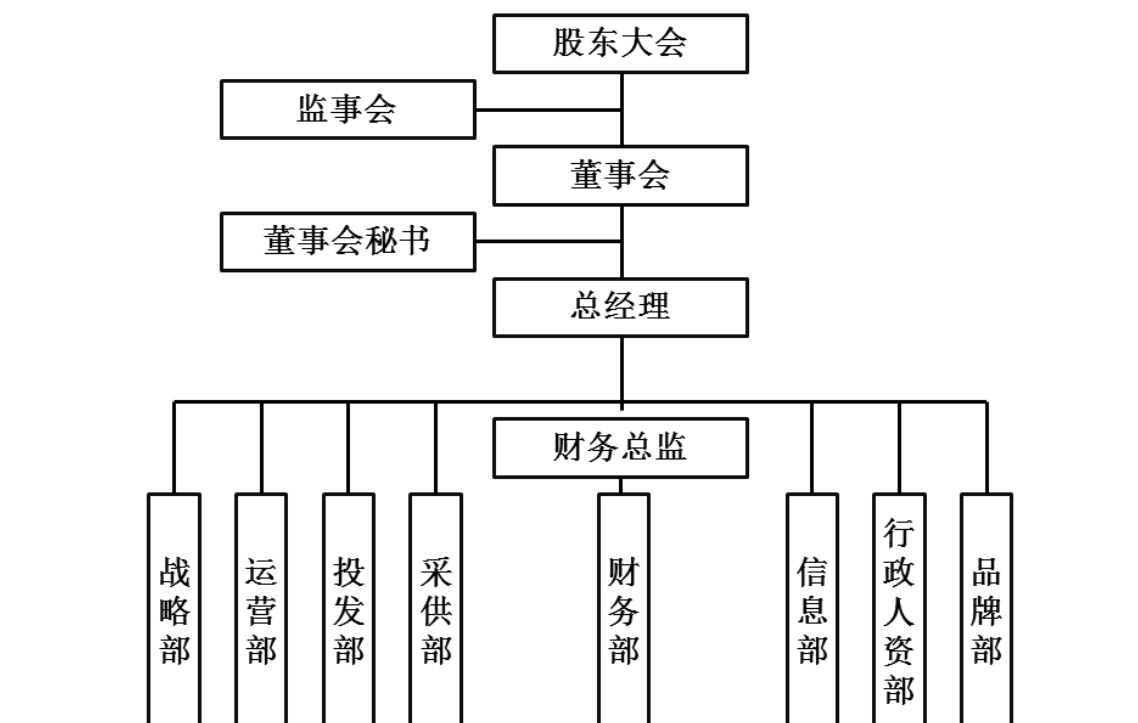 股东大会
监事会
董事会
董事会秘书
总经理
财务总监
战略部
运营部
投发部
采供部
财务部
信息部
行政人资部
品牌部